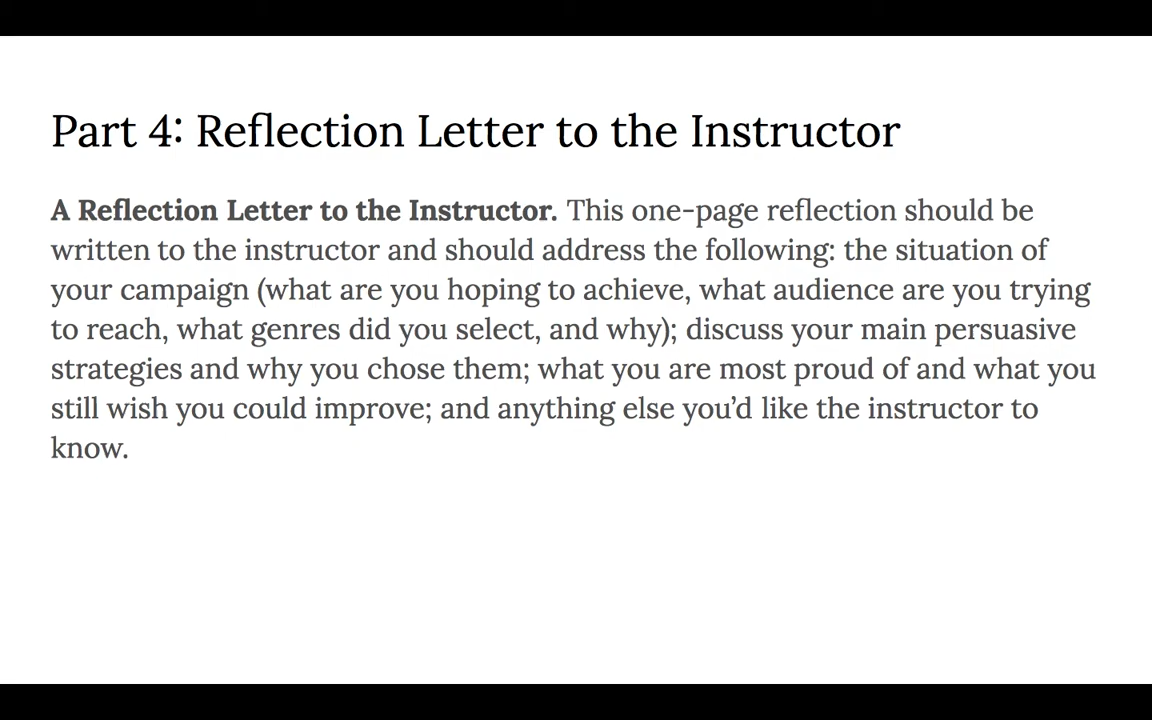 Part 4: Reflection Letter to the Instructor
A Reflection Letter to the Instructor. This one-page reflection should be
written to the instructor and should address the following: the situation of
your campaign (what are you hoping to achieve, what audience are you trying
to reach, what genres did you select, and why); discuss your main persuasive
strategies and why you chose them; what you are most proud of and what you
still wish you could improve; and anything else you’d like the instructor to
know.